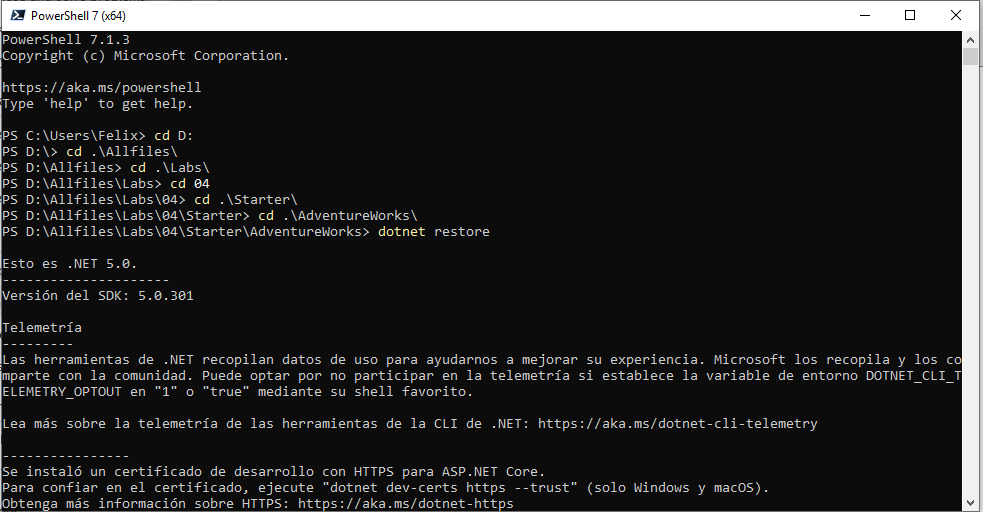 PowerShell 7 (x64)
PowerShell 7.1.3
Copyright (c) Microsoft Corporation.
https://aka.ms/powershell
Type 'help' to get help.
PS C:\Users\Felix> cd D:
PS D:\> cd .\Allfiles\
PS D:\Allfiles> cd .\Labs\
PS D:\Allfiles\Labs> cd 04
PS D:\Allfiles\Labs\04> cd .\Starter\
PS D:\Allfiles\Labs\04\Starter> cd .\AdventureWorks\
PS D:\Allfiles\Labs\04\Starter\AdventureWorks> dotnet restore
Esto es .NET 5.0.
---------------------
Versión del SDK: 5.0.301
Telemetría
---------
Las herramientas de .NET recopilan datos de uso para ayudarnos a mejorar su experiencia. Microsoft los recopila y los co
mparte con la comunidad. Puede optar por no participar en la telemetría si establece la variable de entorno DOTNET_CLI_T
ELEMETRY_OPTOUT en "1" o "true" mediante su shell favorito.
Lea más sobre la telemetría de las herramientas de la CLI de .NET: https://aka.ms/dotnet-cli-telemetry
----------------
Se instaló un certificado de desarrollo con HTTPS para ASP.NET Core.
Para confiar en el certificado, ejecute "dotnet dev-certs https --trust" (solo Windows y macOS).
Obtenga más información sobre HTTPS: https://aka.ms/dotnet-https